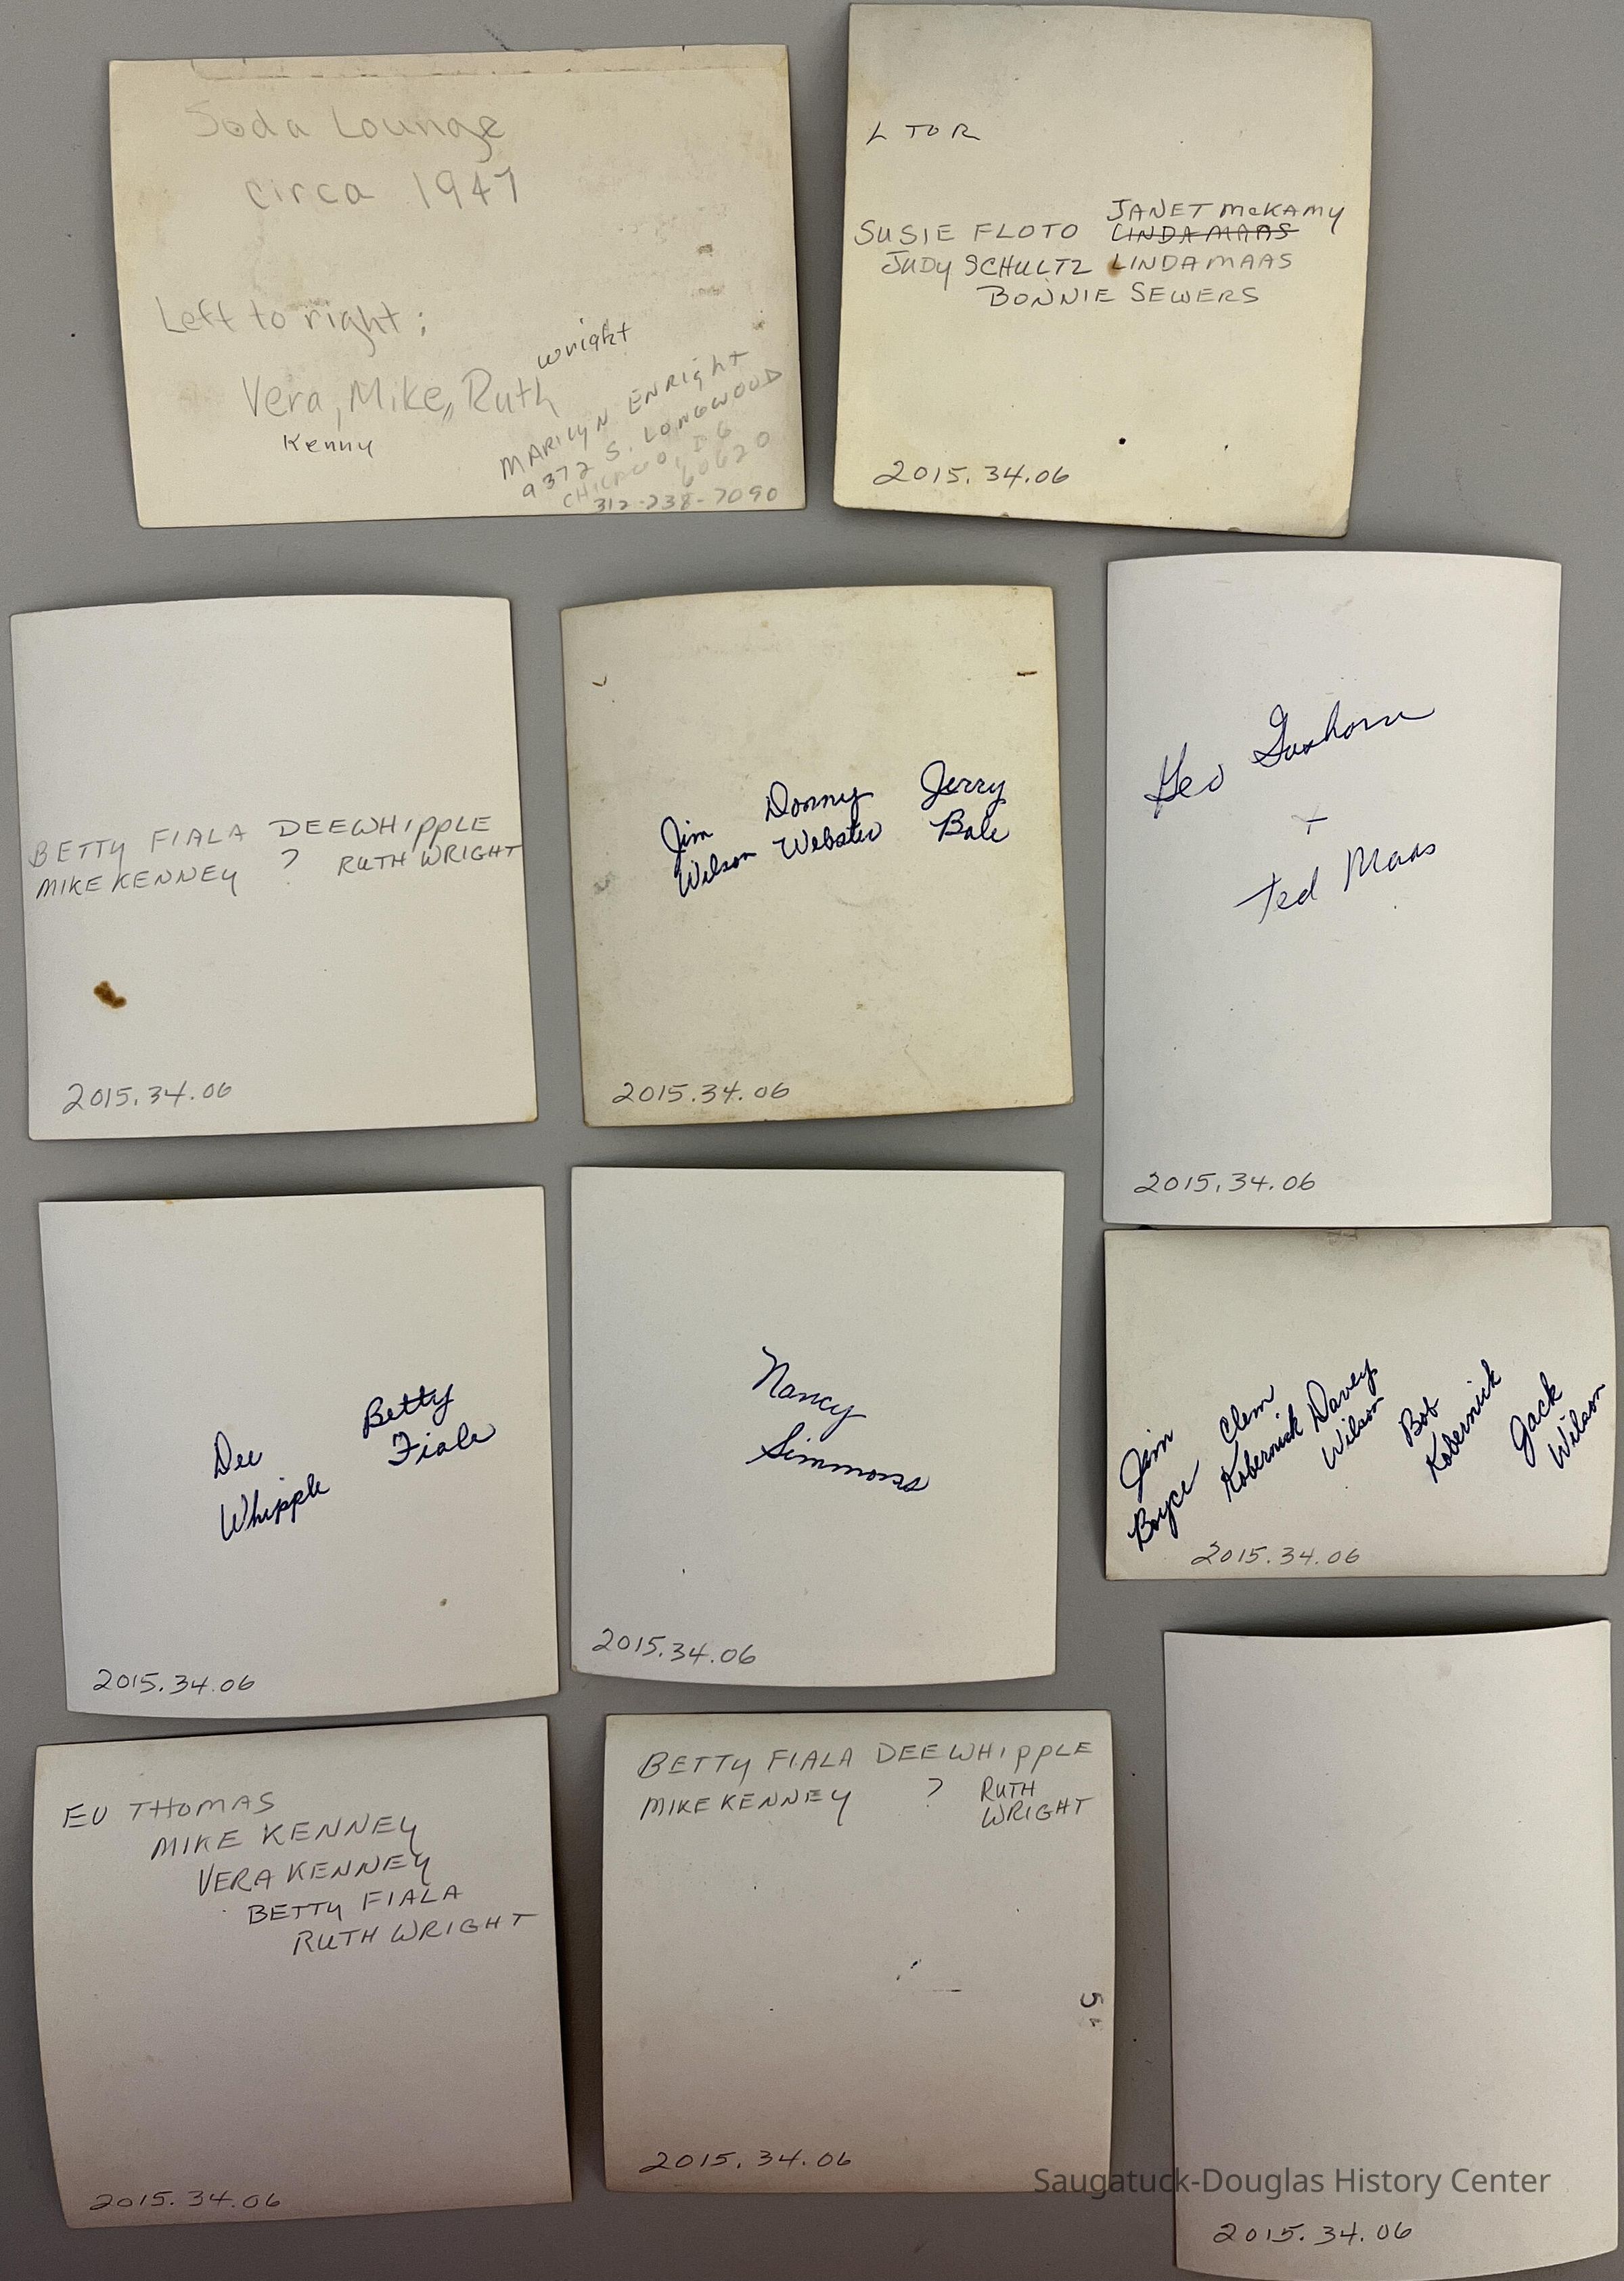 Soda Lounge
circa 1947
Left to right:
wright
Vera, Mike, Ruth
Kenny
MARILYN ENRIGHT
9372 S. LONGWOOD
CHICAGO, IL
60620
312-238-7090
L TO R
JANET McKAMY
SUSIE FLOTO LINDA MAAS
JUDY SCHULTZ LINDA MAAS
BONNIE SEWERS
2015.34.06
BETTY FIALA DEE WHIPPLE
MIKE KENNEY ? RUTH WRIGHT
2015.34.06
Jim Donny Jerry
Wilson Webster Bale
2015.34.06
Geo
+
Ted Maas
2015.34.06
Dee Betty
Whipple Fiala
2015.34.06
Nancy
Simmons
2015.34.06
Jim Clem Davey Bob Jack
Boyce Kobernick Wilson Kobernick Wilson
2015.34.06
EV THOMAS
MIKE KENNEY
VERA KENNEY
BETTY FIALA
RUTH WRIGHT
2015.34.06
BETTY FIALA DEE WHIPPLE
MIKE KENNEY ? RUTH
WRIGHT
2015.34.06
2015.34.06
Saugatuck-Douglas History Center